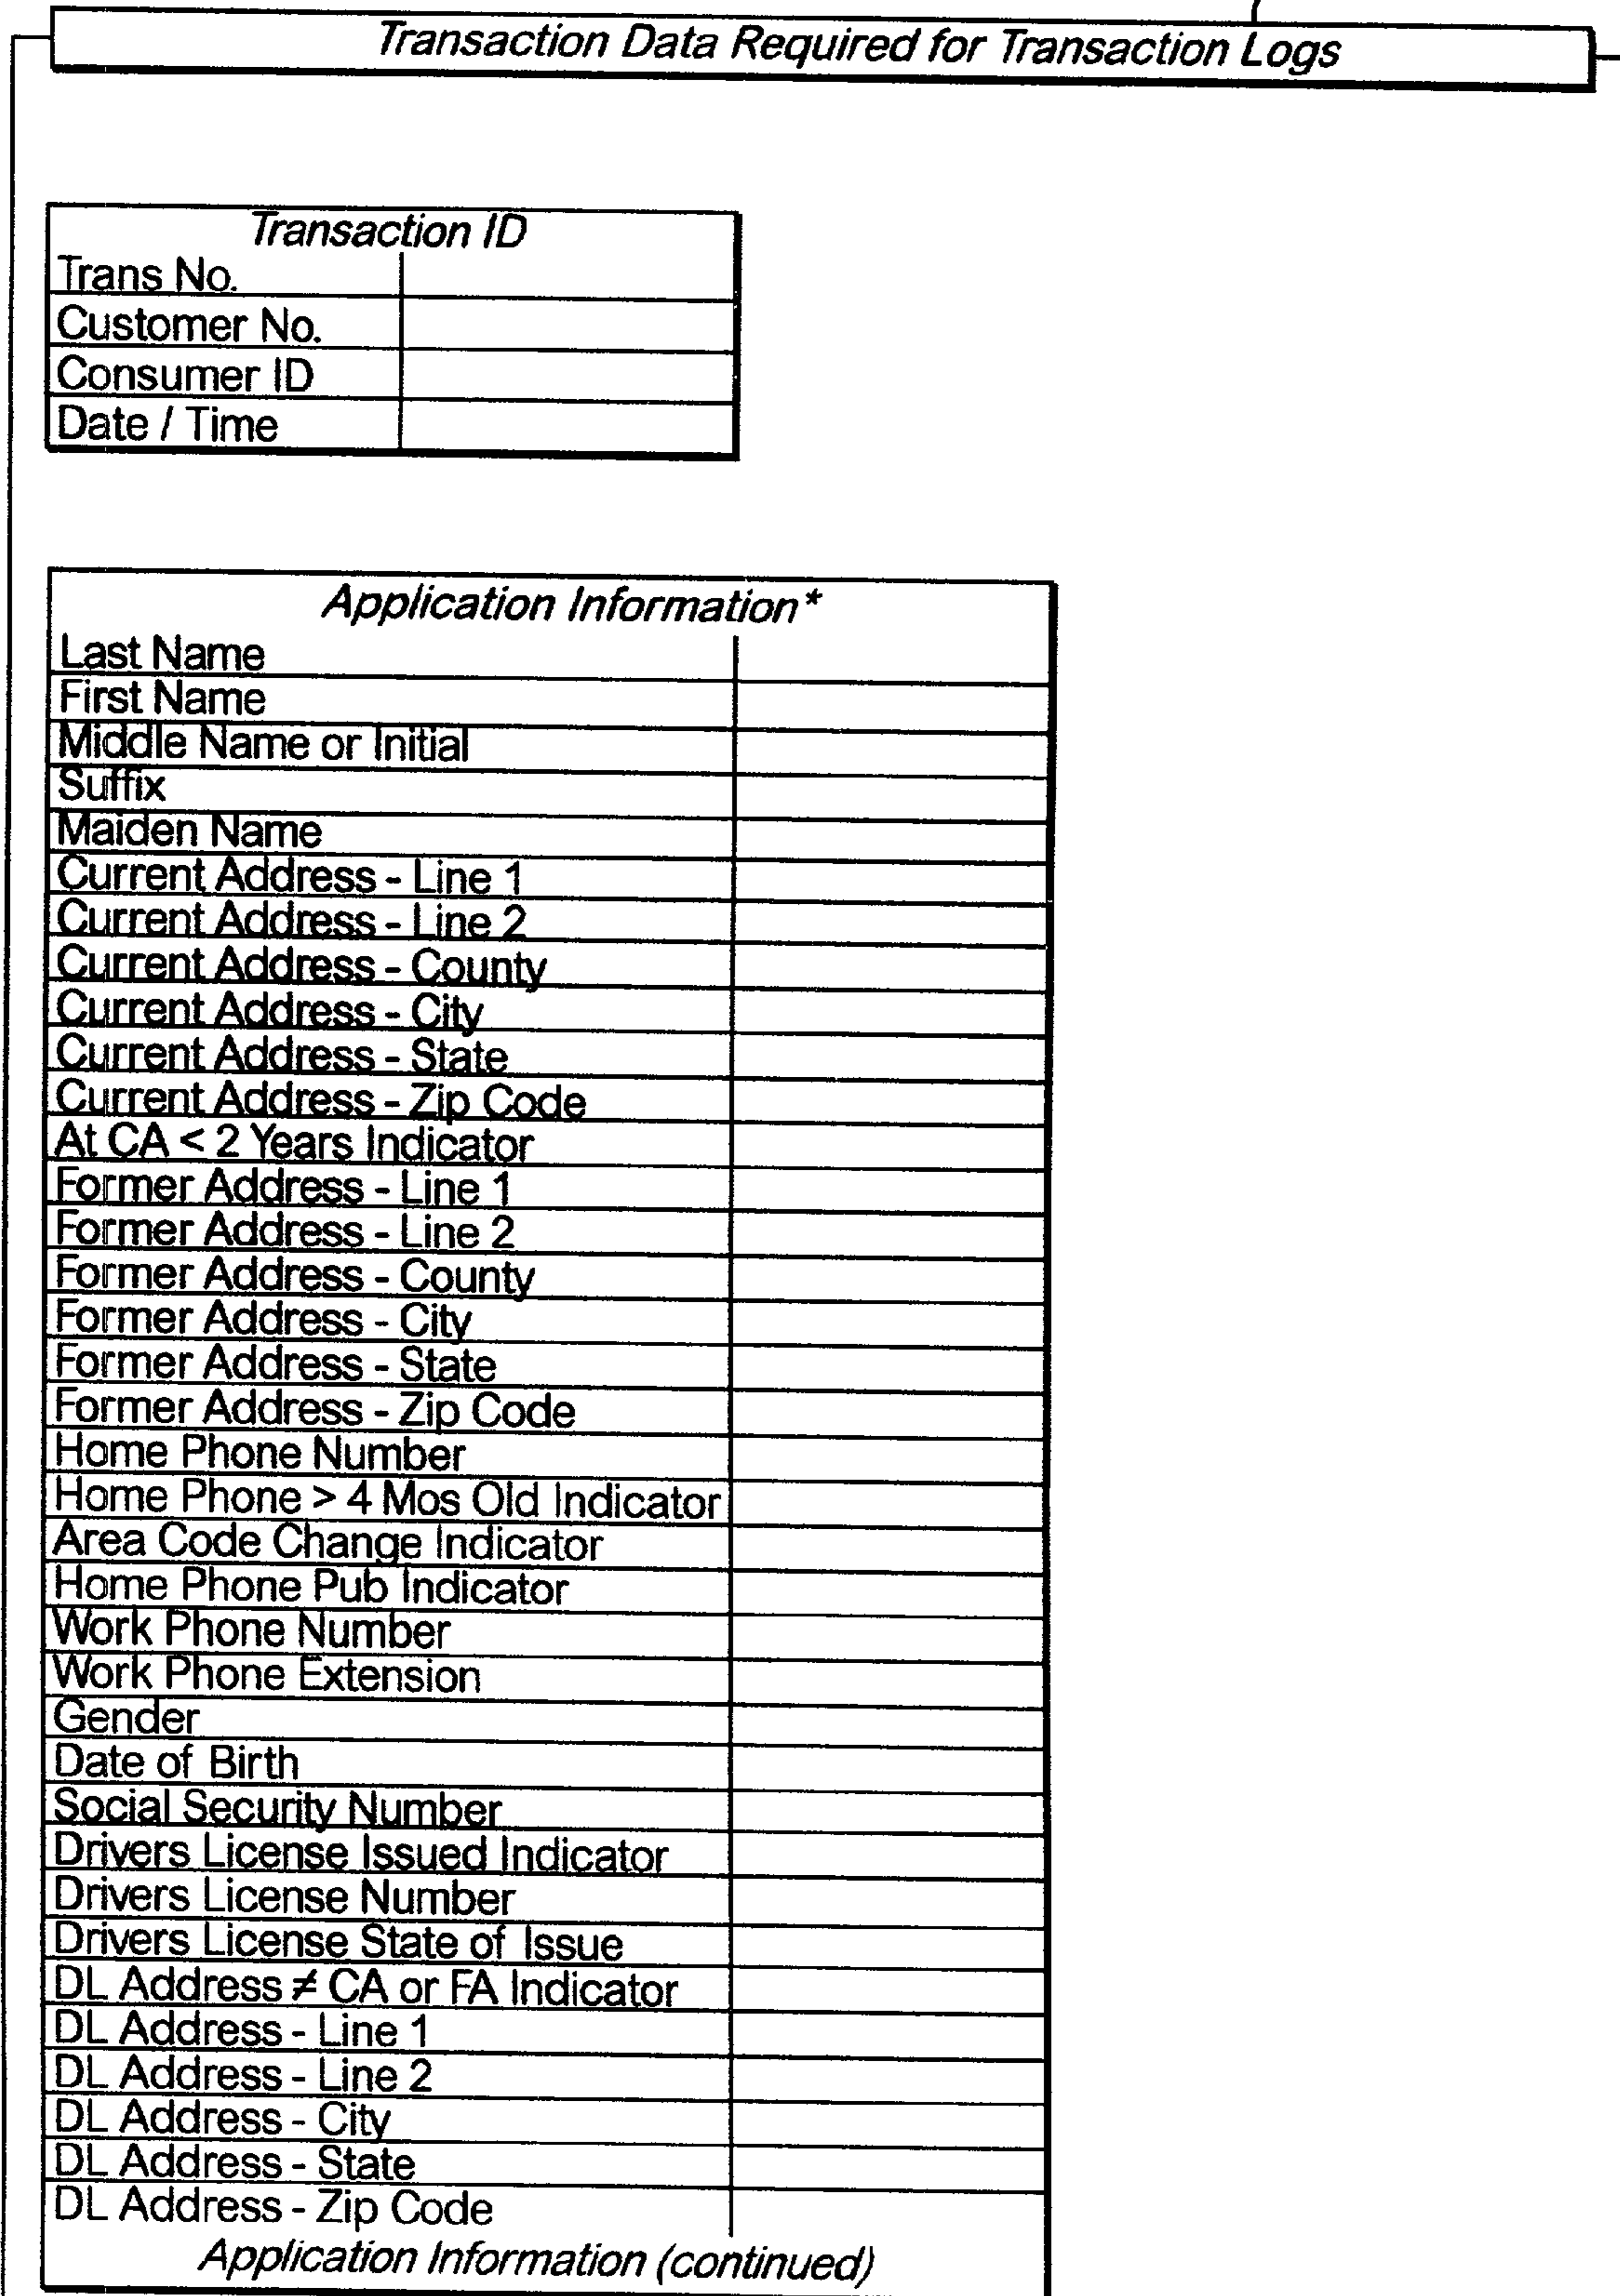 Transaction Data Required for Transaction Logs
Transaction ID
Trans No.
Customer No.
Consumer ID
Date / Time
Application Information*
Last Name
First Name
Middle Name or Initial
Suffix
Maiden Name
Current Address - Line 1
Current Address - Line 2
Current Address - County
Current Address - City
Current Address - State
Current Address - Zip Code
At CA < 2 Years Indicator
Former Address - Line 1
Former Address - Line 2
Former Address - County
Former Address - City
Former Address - State
Former Address - Zip Code
Home Phone Number
Home Phone > 4 Mos Old Indicator
Area Code Change Indicator
Home Phone Pub Indicator
Work Phone Number
Work Phone Extension
Gender
Date of Birth
Social Security Number
Drivers License Issued Indicator
Drivers License Number
Drivers License State of Issue
DL Address ≠ CA or FA Indicator
DL Address - Line 1
DL Address - Line 2
DL Address - City
DL Address - State
DL Address - Zip Code
Application Information (continued)